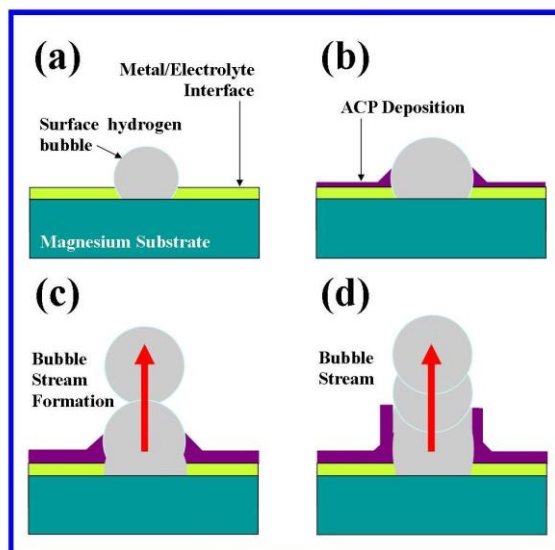 (a)
Metal/Electrolyte
Interface
Surface hydrogen
bubble
Magnesium Substrate
(b)
ACP Deposition
(c)
Bubble
Stream
Formation
(d)
Bubble
Stream